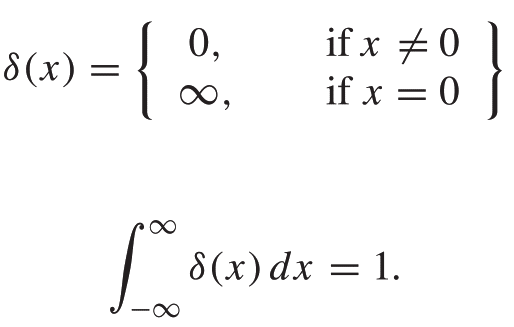 δ(x) = { 0, if x ≠ 0
∞, if x = 0 }
∫_{-∞}^{∞} δ(x) dx = 1.